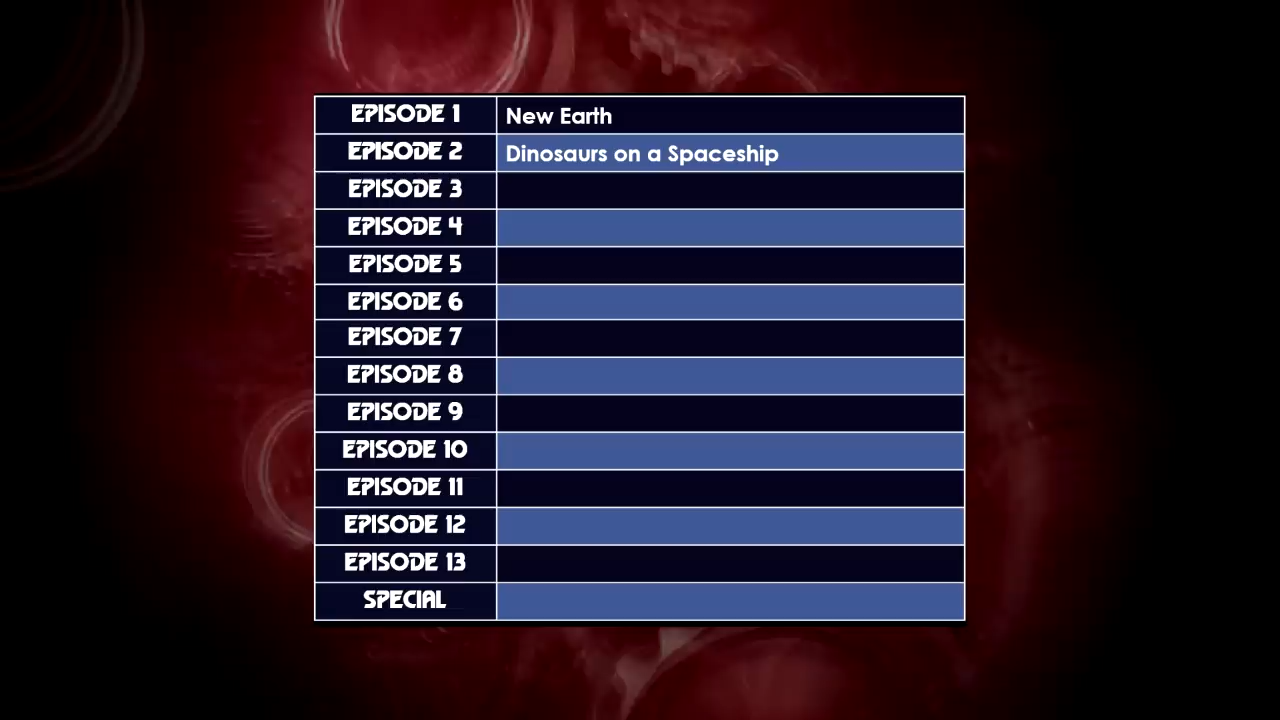 EPISODE 1 New Earth
EPISODE 2 Dinosaurs on a Spaceship
EPISODE 3
EPISODE 4
EPISODE 5
EPISODE 6
EPISODE 7
EPISODE 8
EPISODE 9
EPISODE 10
EPISODE 11
EPISODE 12
EPISODE 13
SPECIAL